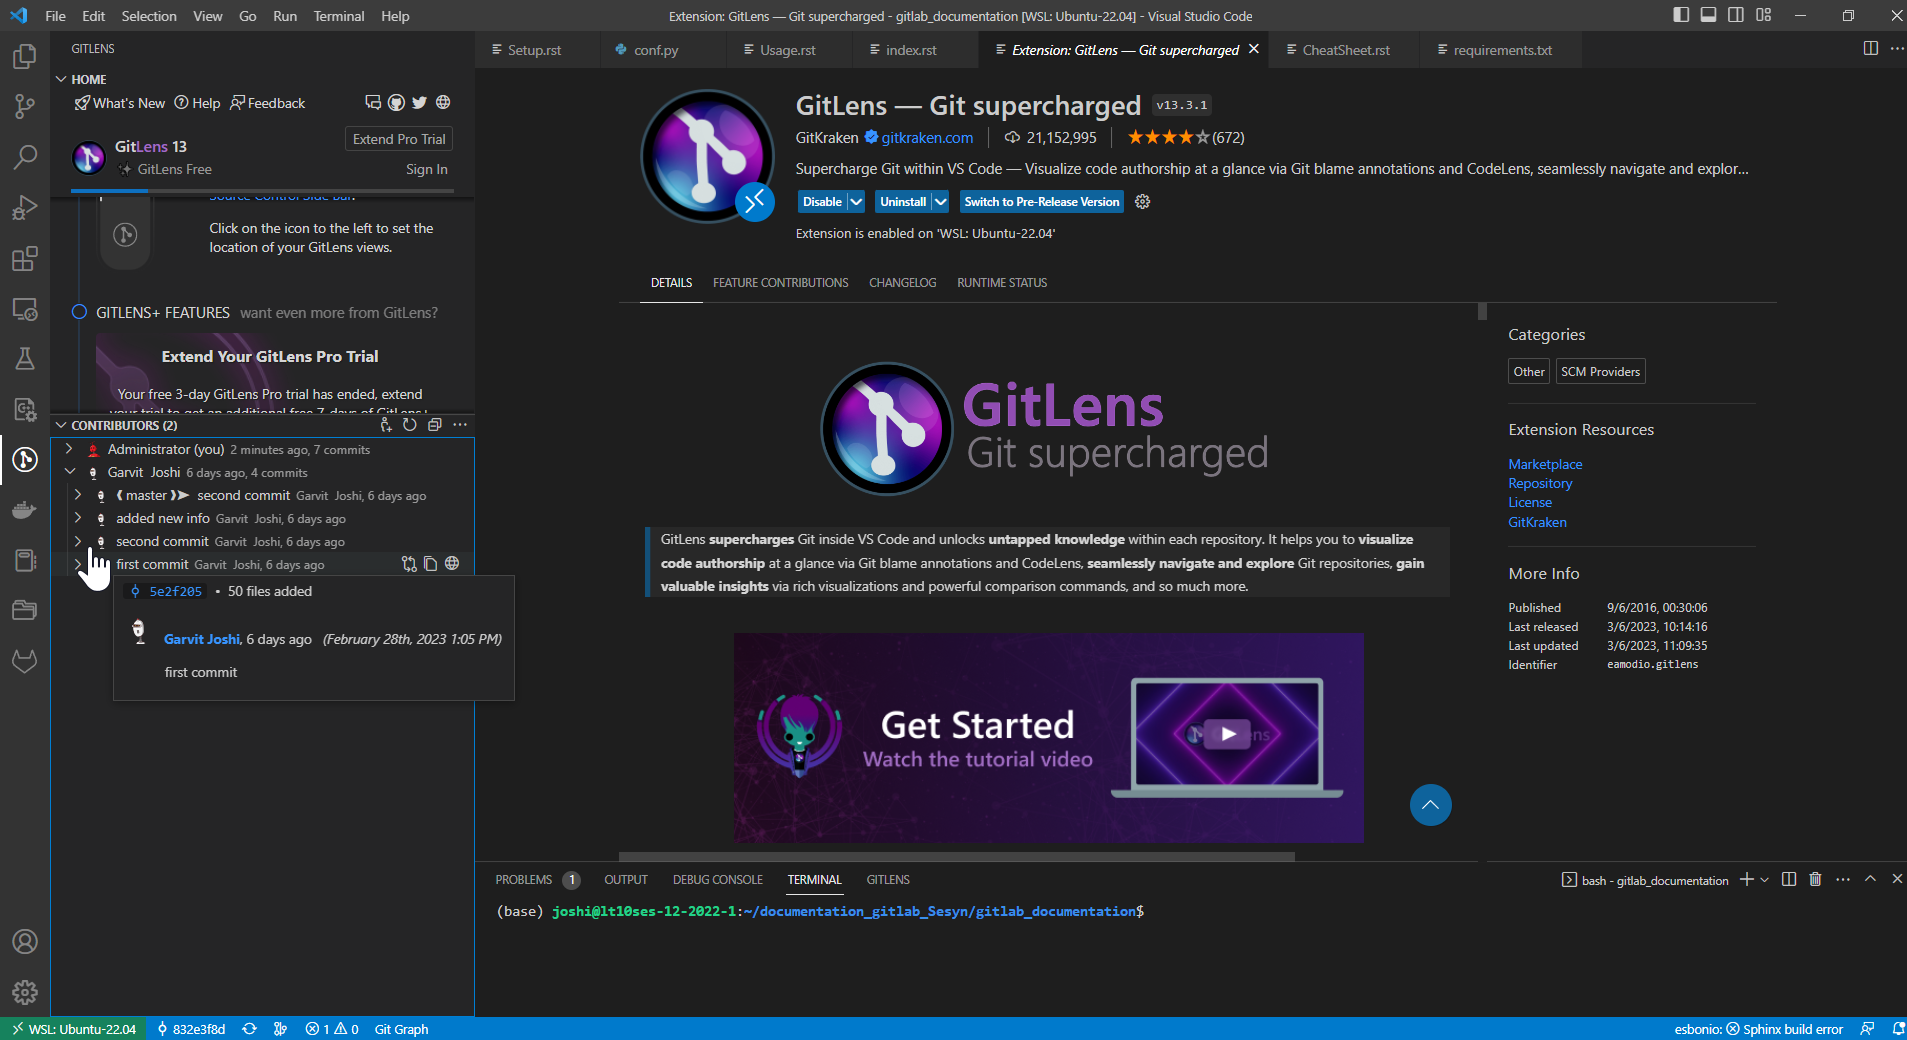 File Edit Selection View Go Run Terminal Help
Extension: GitLens — Git supercharged - gitlab_documentation [WSL: Ubuntu-22.04] - Visual Studio Code
GITLENS
HOME
What's New Help Feedback
GitLens 13
Extend Pro Trial
GitLens Free
Sign In
Source Control Side Bar.
Click on the icon to the left to set the
location of your GitLens views.
GITLENS+ FEATURES want even more from GitLens?
Extend Your GitLens Pro Trial
Your free 3-day GitLens Pro trial has ended, extend
your trial to get an additional free 7-days of GitLens+
CONTRIBUTORS (2)
Administrator (you) 2 minutes ago, 7 commits
Garvit Joshi 6 days ago, 4 commits
❰ master ❱➤ second commit Garvit Joshi, 6 days ago
added new info Garvit Joshi, 6 days ago
second commit Garvit Joshi, 6 days ago
first commit Garvit Joshi, 6 days ago
5e2f205 • 50 files added
Garvit Joshi, 6 days ago (February 28th, 2023 1:05 PM)
first commit
Setup.rst conf.py Usage.rst index.rst Extension: GitLens — Git supercharged CheatSheet.rst requirements.txt
GitLens — Git supercharged v13.3.1
GitKraken gitkraken.com 21,152,995 (672)
Supercharge Git within VS Code — Visualize code authorship at a glance via Git blame annotations and CodeLens, seamlessly navigate and explor...
Disable Uninstall Switch to Pre-Release Version
Extension is enabled on 'WSL: Ubuntu-22.04'
DETAILS FEATURE CONTRIBUTIONS CHANGELOG RUNTIME STATUS
GitLens
Git supercharged
GitLens supercharges Git inside VS Code and unlocks untapped knowledge within each repository. It helps you to visualize
code authorship at a glance via Git blame annotations and CodeLens, seamlessly navigate and explore Git repositories, gain
valuable insights via rich visualizations and powerful comparison commands, and so much more.
Get Started
Watch the tutorial video
Categories
Other SCM Providers
Extension Resources
Marketplace
Repository
License
GitKraken
More Info
Published 9/6/2016, 00:30:06
Last released 3/6/2023, 10:14:16
Last updated 3/6/2023, 11:09:35
Identifier eamodio.gitlens
PROBLEMS 1 OUTPUT DEBUG CONSOLE TERMINAL GITLENS
bash - gitlab_documentation
(base) joshi@lt10ses-12-2022-1:~/documentation_gitlab_Sesyn/gitlab_documentation$
WSL: Ubuntu-22.04 832e3f8d 1 0 Git Graph
esbonio: Sphinx build error